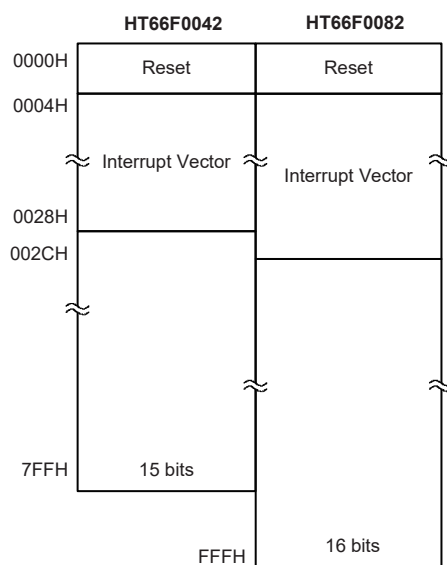 HT66F0042 HT66F0082
0000H Reset Reset
0004H
Interrupt Vector
Interrupt Vector
0028H
002CH
7FFH 15 bits
FFFH 16 bits